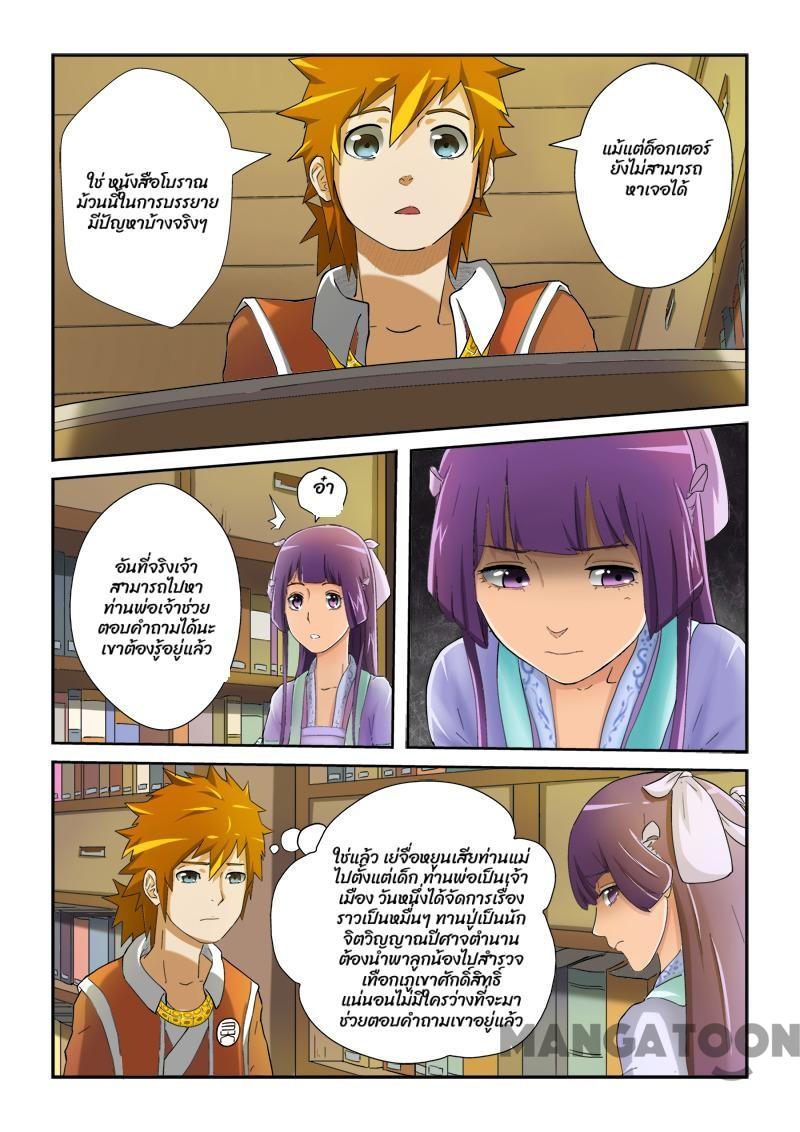 ใช่ หนังสือโบราณ
ม้วนนี้ในการบรรยาย
มีปัญหาบ้างจริงๆ
แม้แต่ด็อกเตอร์
ยังไม่สามารถ
หาเจอได้
อ๋า
อันที่จริงเจ้า
สามารถไปหา
ท่านพ่อเจ้าช่วย
ตอบคำถามได้นะ
เขาต้องรู้อยู่แล้ว
ใช่แล้ว เย่จื่อหยูนเสียท่านแม่
ไปตั้งแต่เด็ก ท่านพ่อเป็นเจ้า
เมือง วันหนึ่งได้จัดการเรื่อง
ราวเป็นหมื่นๆ ทานปู่เป็นนัก
จิตวิญญาณปีศาจตำนาน
ต้องนำพาลูกน้องไปสำรวจ
เทือกเภูเขาศักดิ์สิทธิ์
แน่นอนไม่มีใครว่างที่จะมา
ช่วยตอบคำถามเขาอยู่แล้ว
MANGATOON